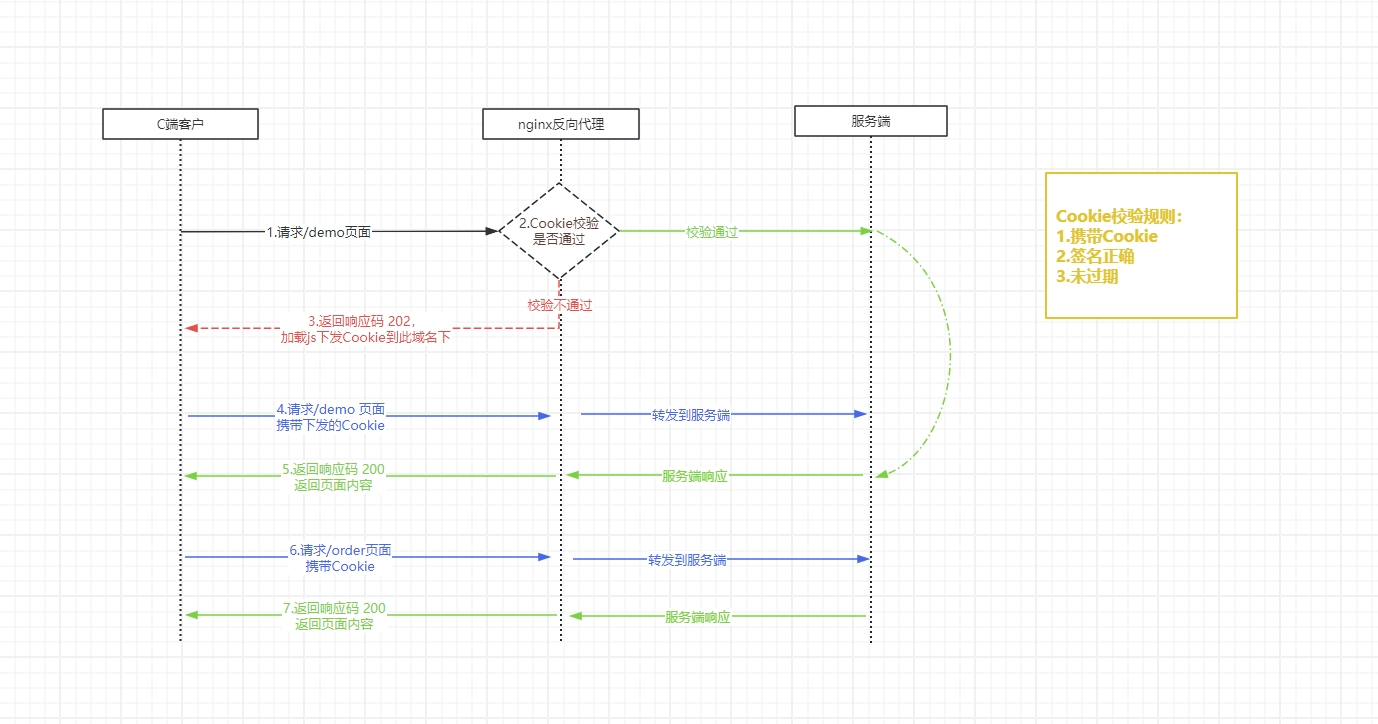 C端客户
nginx反向代理
服务端
1.请求/demo页面
2.Cookie校验
是否通过
校验通过
Cookie校验规则：
1.携带Cookie
2.签名正确
3.未过期
校验不通过
3.返回响应码 202，
加载js下发Cookie到此域名下
4.请求/demo 页面
携带下发的Cookie
转发到服务端
5.返回响应码 200
返回页面内容
服务端响应
6.请求/order页面
携带Cookie
转发到服务端
7.返回响应码 200
返回页面内容
服务端响应